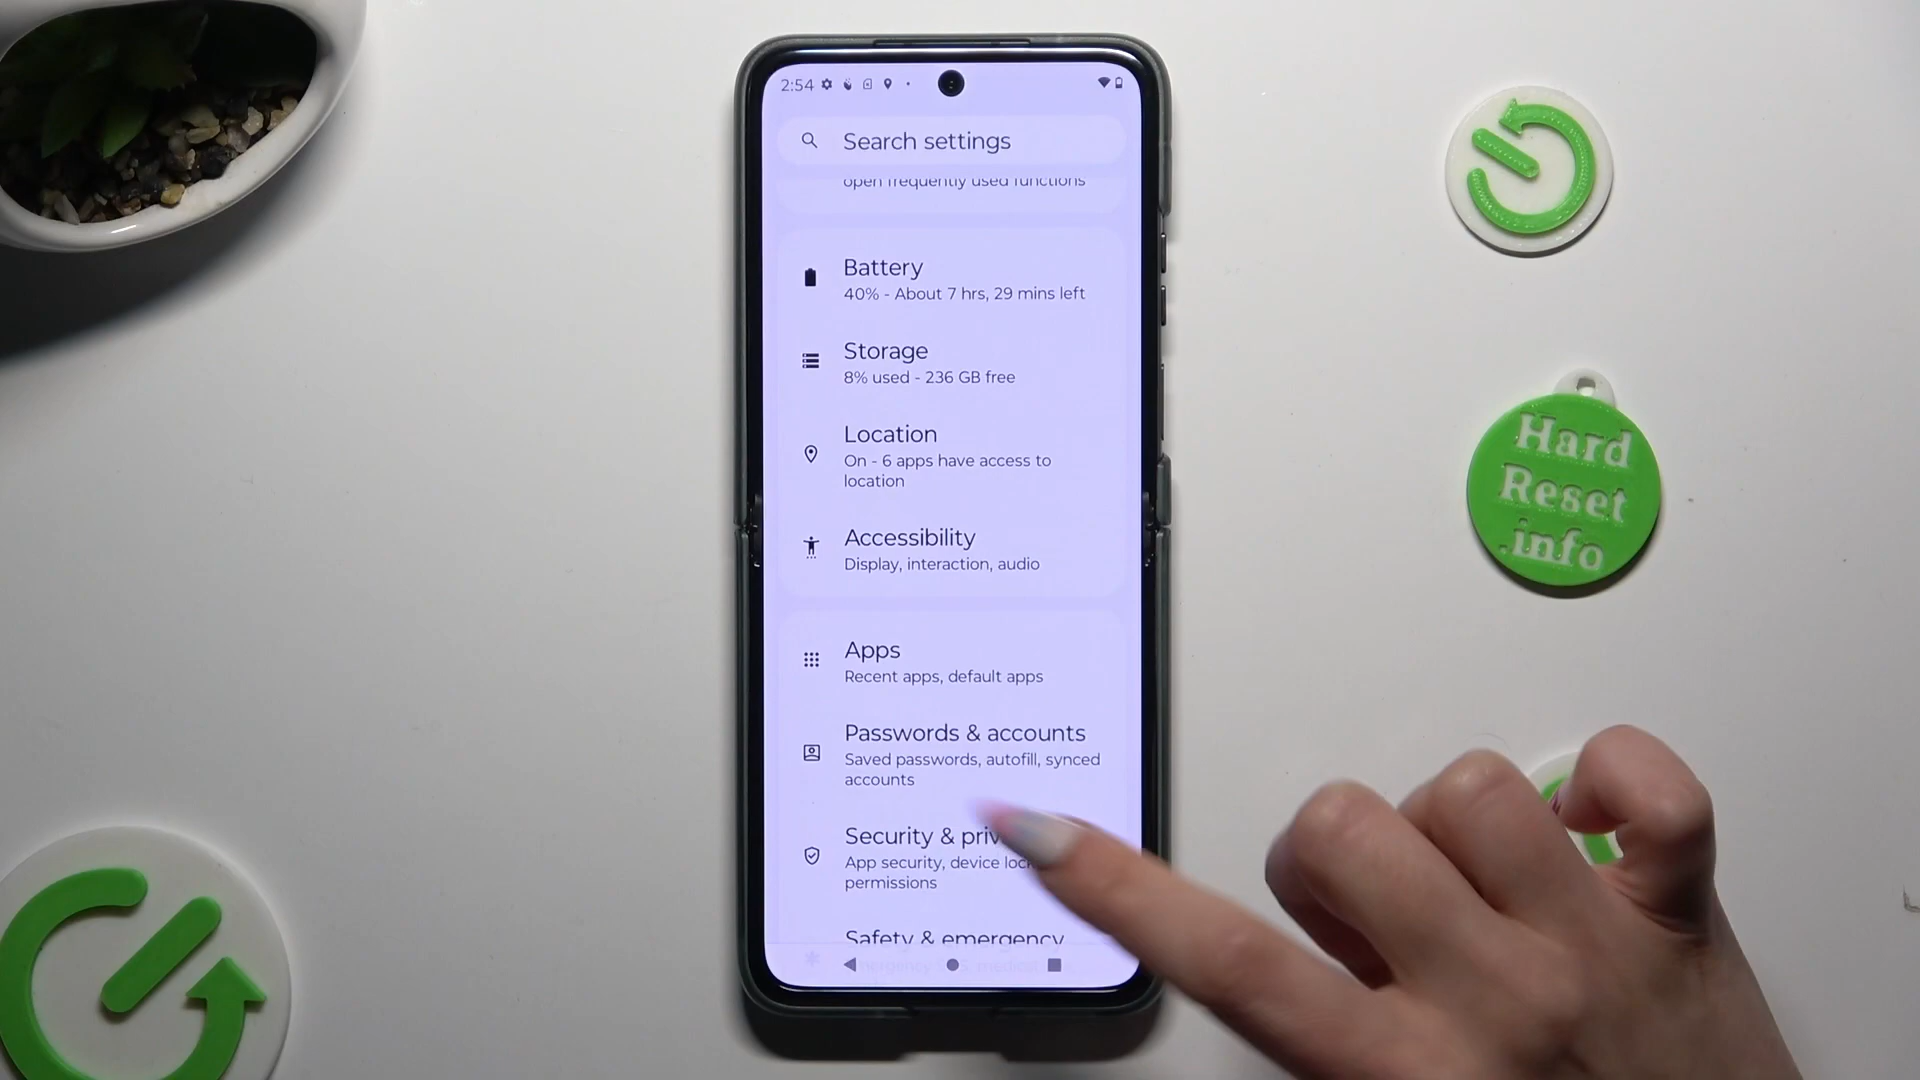 2:54
Search settings
open frequently used functions
Battery
40% - About 7 hrs, 29 mins left
Storage
8% used - 236 GB free
Location
On - 6 apps have access to
location
Accessibility
Display, interaction, audio
Apps
Recent apps, default apps
Passwords & accounts
Saved passwords, autofill, synced
accounts
Security &
App security, device
permissions
Safety & emergency
Hard
Reset
.info